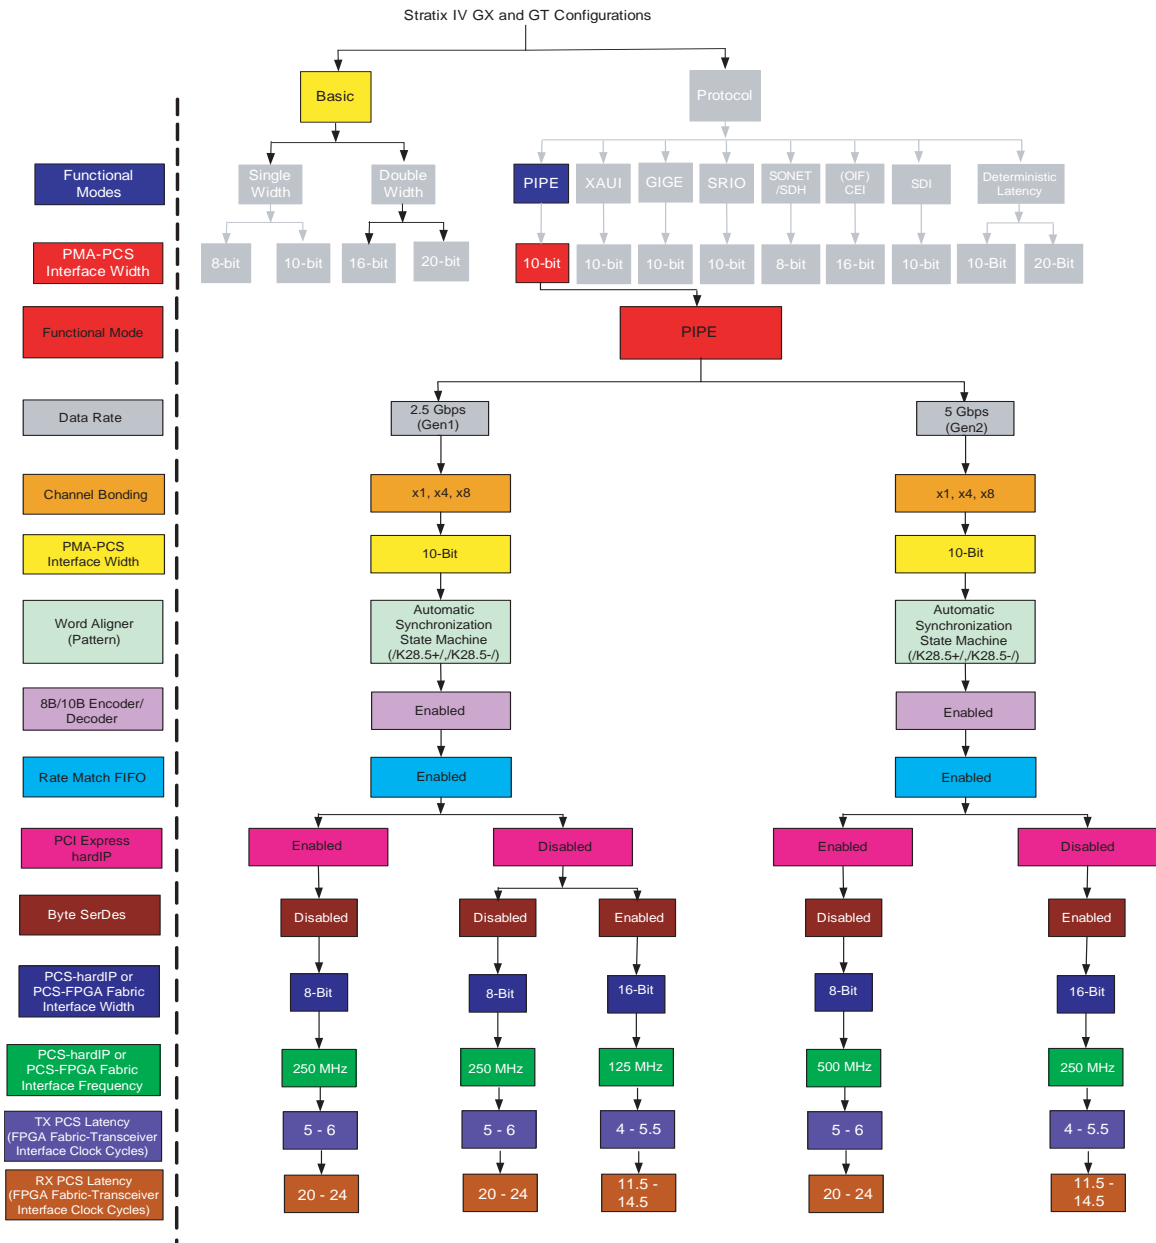 Stratix IV GX and GT Configurations
Basic
Protocol
Functional
Modes
Single
Width
Double
Width
PIPE
XAUI
GIGE
SRIO
SONET
/SDH
(OIF)
CEI
SDI
Deterministic
Latency
PMA-PCS
Interface Width
8-bit
10-bit
16-bit
20-bit
10-bit
10-bit
10-bit
10-bit
8-bit
16-bit
10-bit
10-Bit
20-Bit
Functional Mode
PIPE
Data Rate
2.5 Gbps
(Gen1)
5 Gbps
(Gen2)
Channel Bonding
x1, x4, x8
x1, x4, x8
PMA-PCS
Interface Width
10-Bit
10-Bit
Word Aligner
(Pattern)
Automatic
Synchronization
State Machine
(/K28.5+/,/K28.5-/)
Automatic
Synchronization
State Machine
(/K28.5+/,/K28.5-/)
8B/10B Encoder/
Decoder
Enabled
Enabled
Rate Match FIFO
Enabled
Enabled
PCI Express
hardIP
Enabled
Disabled
Enabled
Disabled
Byte SerDes
Disabled
Disabled
Enabled
Disabled
Enabled
PCS-hardIP or
PCS-FPGA Fabric
Interface Width
8-Bit
8-Bit
16-Bit
8-Bit
16-Bit
PCS-hardIP or
PCS-FPGA Fabric
Interface Frequency
250 MHz
250 MHz
125 MHz
500 MHz
250 MHz
TX PCS Latency
(FPGA Fabric-Transceiver
Interface Clock Cycles)
5 - 6
5 - 6
4 - 5.5
5 - 6
4 - 5.5
RX PCS Latency
(FPGA Fabric-Transceiver
Interface Clock Cycles)
20 - 24
20 - 24
11.5 -
14.5
20 - 24
11.5 -
14.5